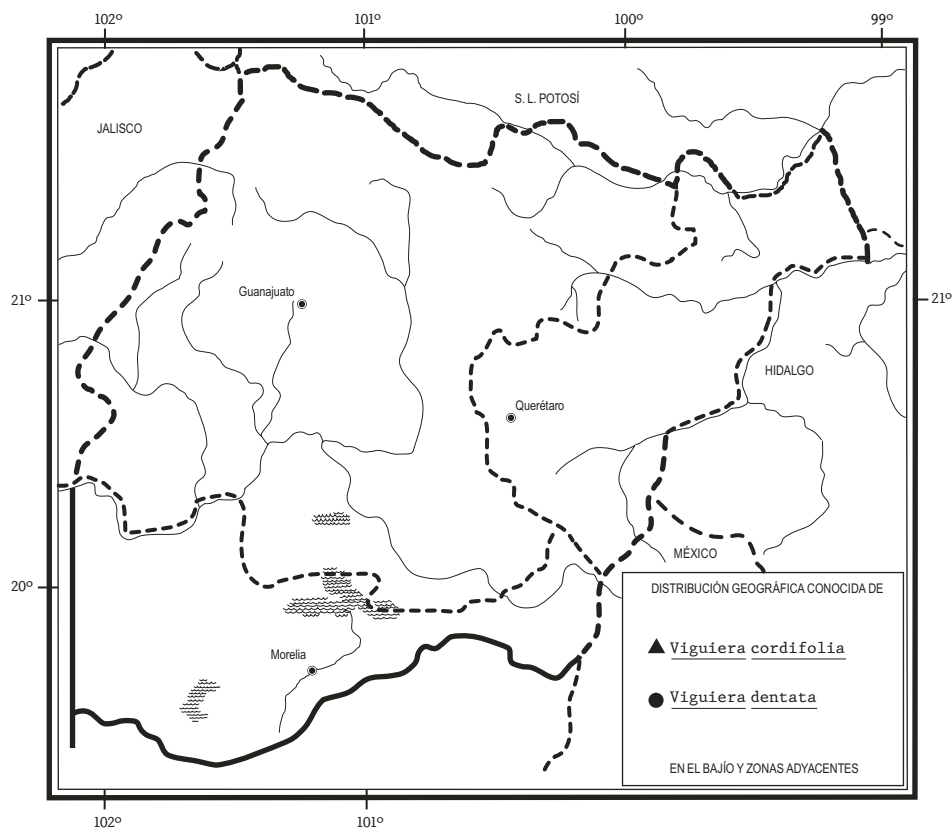 102° 101° 100° 99°
S. L. POTOSÍ
JALISCO
Guanajuato
21° 21°
HIDALGO
Querétaro
MÉXICO
20°
DISTRIBUCIÓN GEOGRÁFICA CONOCIDA DE
Viguiera cordifolia
Morelia
Viguiera dentata
EN EL BAJÍO Y ZONAS ADYACENTES
102° 101°